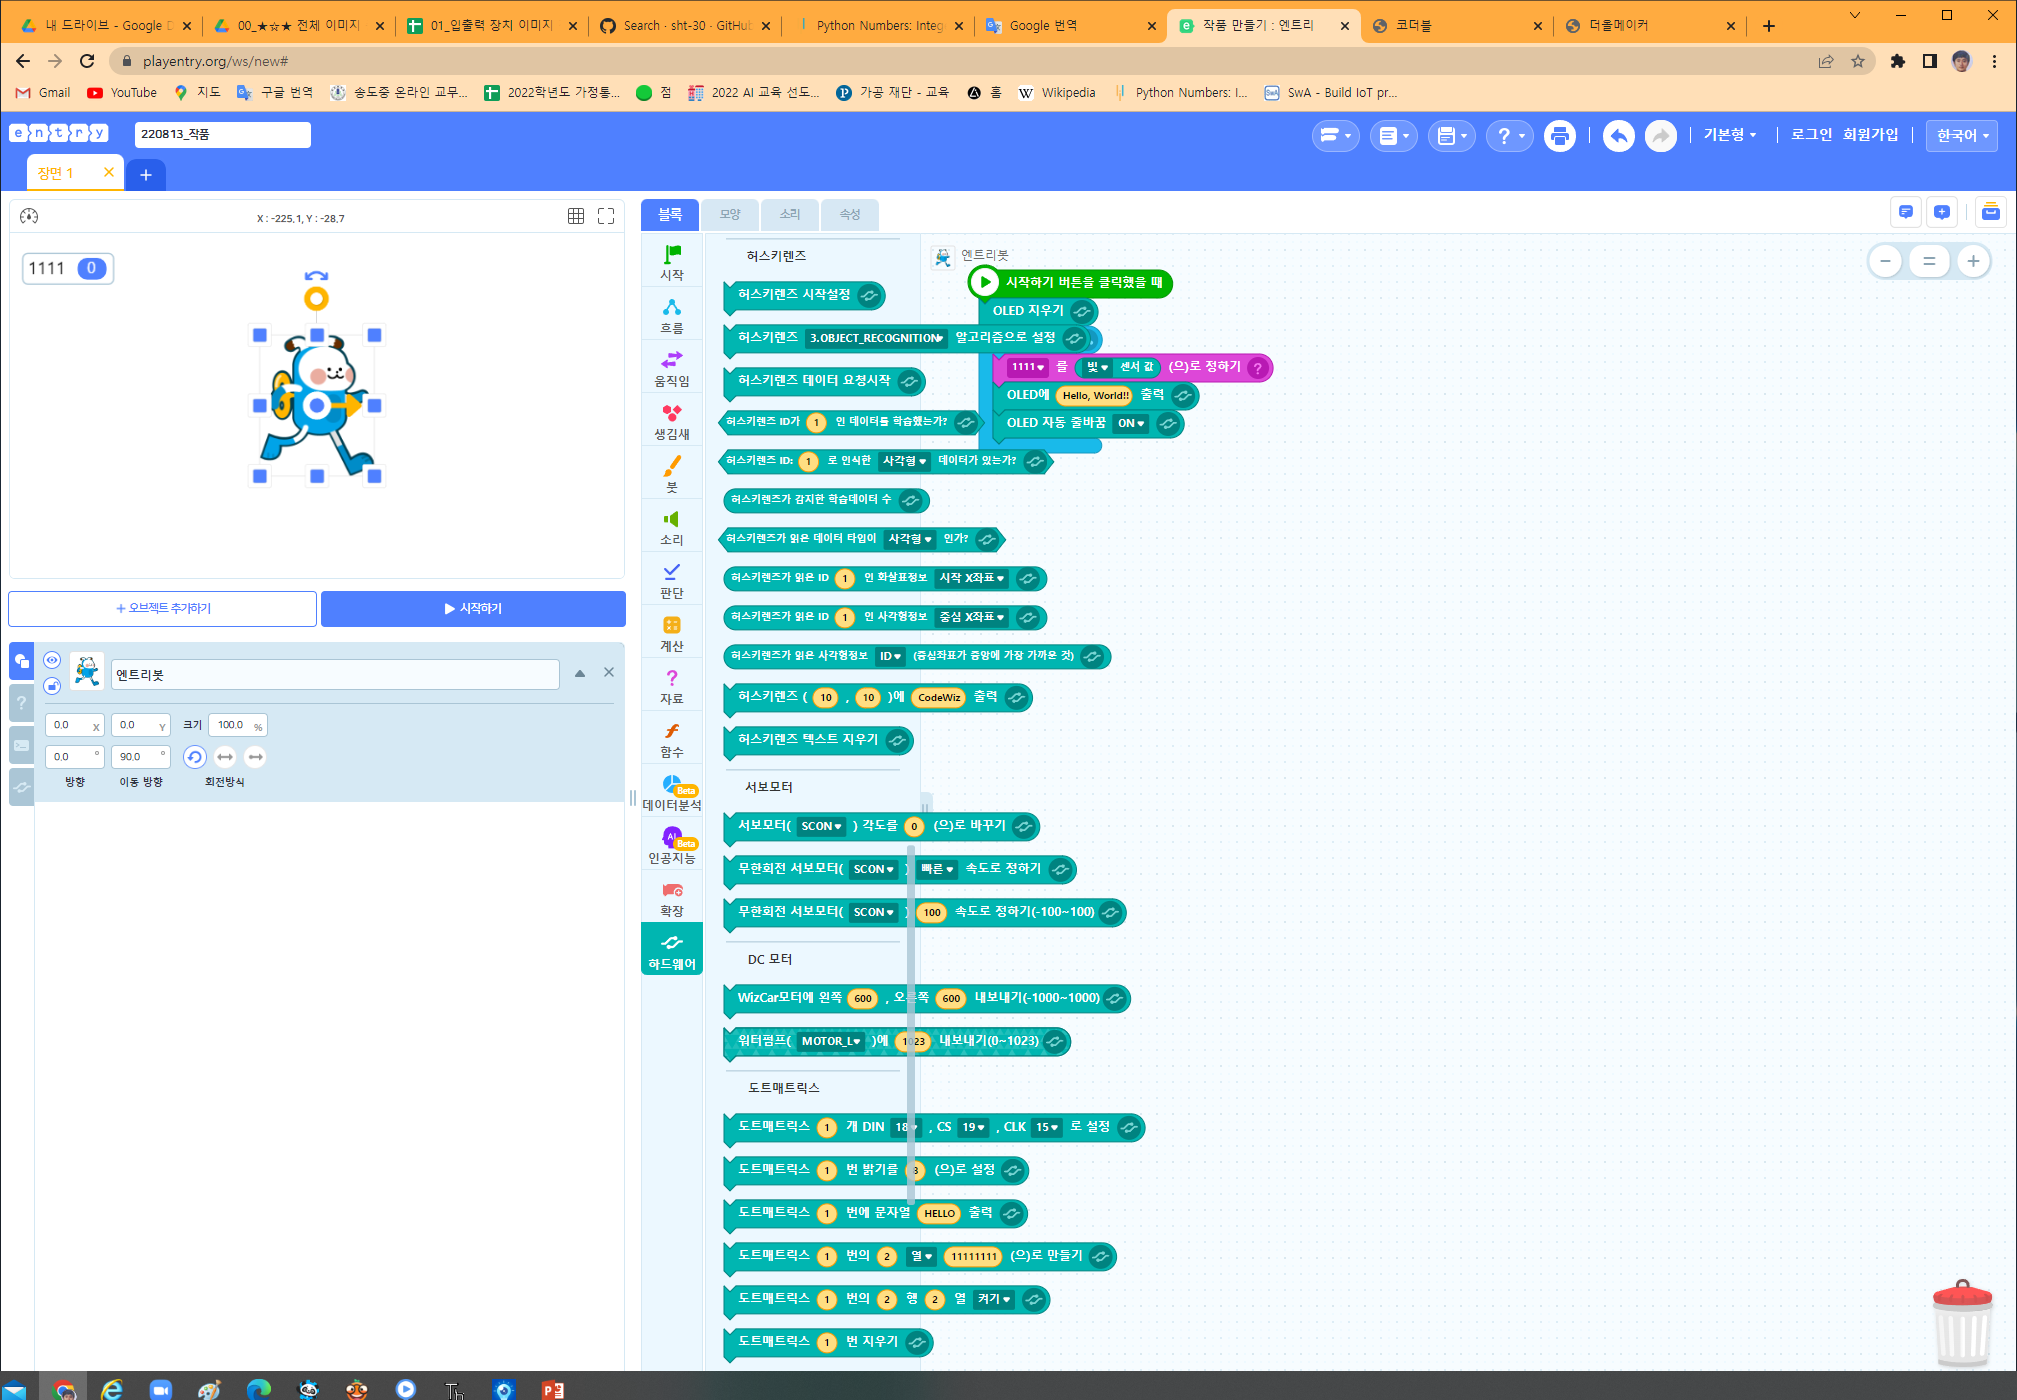 내 드라이브 - Google D
00_★☆★ 전체 이미지
01_입출력 장치 이미지
Search · sht-30 · GitHub
Python Numbers: Integ
Google 번역
작품 만들기 : 엔트리
코더블
더올메이커
playentry.org/ws/new#
Gmail
YouTube
지도
구글 번역
송도중 온라인 교무...
2022학년도 가정통...
점
2022 AI 교육 선도...
가공 재단 - 교육
홈
Wikipedia
Python Numbers: I...
SwA - Build IoT pr...
entry
220813_작품
기본형
로그인
회원가입
한국어
장면 1
X : -225.1, Y : -28.7
1111 0
+ 오브젝트 추가하기
시작하기
엔트리봇
0.0 X
0.0 Y
크기
100.0 %
0.0 °
90.0 °
방향
이동 방향
회전방식
블록
모양
소리
속성
시작
흐름
움직임
생김새
붓
소리
판단
계산
자료
함수
데이터분석 Beta
인공지능 Beta
확장
하드웨어
허스키렌즈
허스키렌즈 시작설정
허스키렌즈 3.OBJECT_RECOGNITION 알고리즘으로 설정
허스키렌즈 데이터 요청시작
허스키렌즈 ID가 1 인 데이터를 학습했는가?
허스키렌즈 ID: 1 로 인식한 사각형 데이터가 있는가?
허스키렌즈가 감지한 학습데이터 수
허스키렌즈가 읽은 데이터 타입이 사각형 인가?
허스키렌즈가 읽은 ID 1 인 화살표정보 시작 X좌표
허스키렌즈가 읽은 ID 1 인 사각형정보 중심 X좌표
허스키렌즈가 읽은 사각형정보 ID (중심좌표가 중앙에 가장 가까운 것)
허스키렌즈 ( 10 , 10 )에 CodeWiz 출력
허스키렌즈 텍스트 지우기
서보모터
서보모터( SCON ) 각도를 0 (으)로 바꾸기
무한회전 서보모터( SCON ) 빠른 속도로 정하기
무한회전 서보모터( SCON ) 100 속도로 정하기(-100~100)
DC 모터
WizCar모터에 왼쪽 600 , 오른쪽 600 내보내기(-1000~1000)
워터펌프( MOTOR_L )에 1023 내보내기(0~1023)
도트매트릭스
도트매트릭스 1 개 DIN 18 , CS 19 , CLK 15 로 설정
도트매트릭스 1 번 밝기를 8 (으)로 설정
도트매트릭스 1 번에 문자열 HELLO 출력
도트매트릭스 1 번의 2 열 11111111 (으)로 만들기
도트매트릭스 1 번의 2 행 2 열 켜기
도트매트릭스 1 번 지우기
엔트리봇
시작하기 버튼을 클릭했을 때
OLED 지우기
1111 를 빛 센서 값 (으)로 정하기
OLED에 Hello, World!! 출력
OLED 자동 줄바꿈 ON